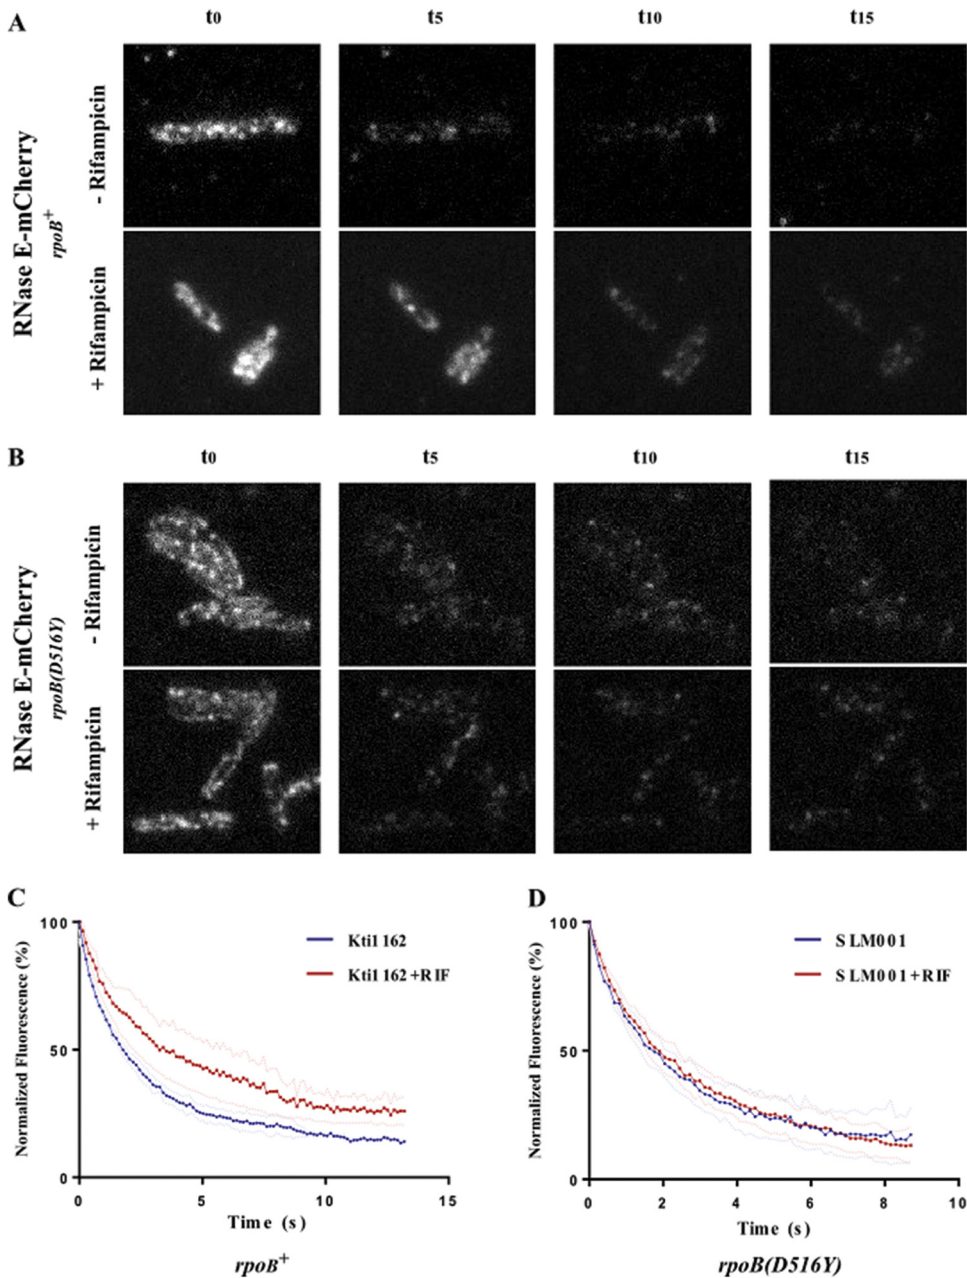 A
t0 t5 t10 t15
RNase E-mCherry
rpoB+
- Rifampicin
+ Rifampicin
B
t0 t5 t10 t15
RNase E-mCherry
rpoB(D516Y)
- Rifampicin
+ Rifampicin
C
Normalized Fluorescence (%)
100
50
0
Kti1162
Kti1162+RIF
0 5 10 15
Time (s)
rpoB+
D
Normalized Fluorescence (%)
100
50
0
SLM001
SLM001+RIF
0 2 4 6 8 10
Time (s)
rpoB(D516Y)